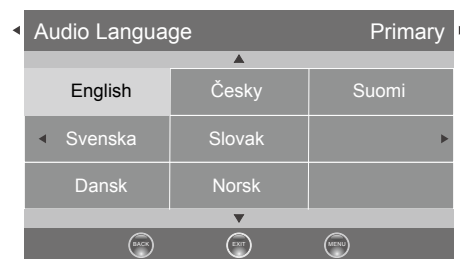 Audio Language Primary
English Česky Suomi
Svenska Slovak
Dansk Norsk
BACK EXIT MENU